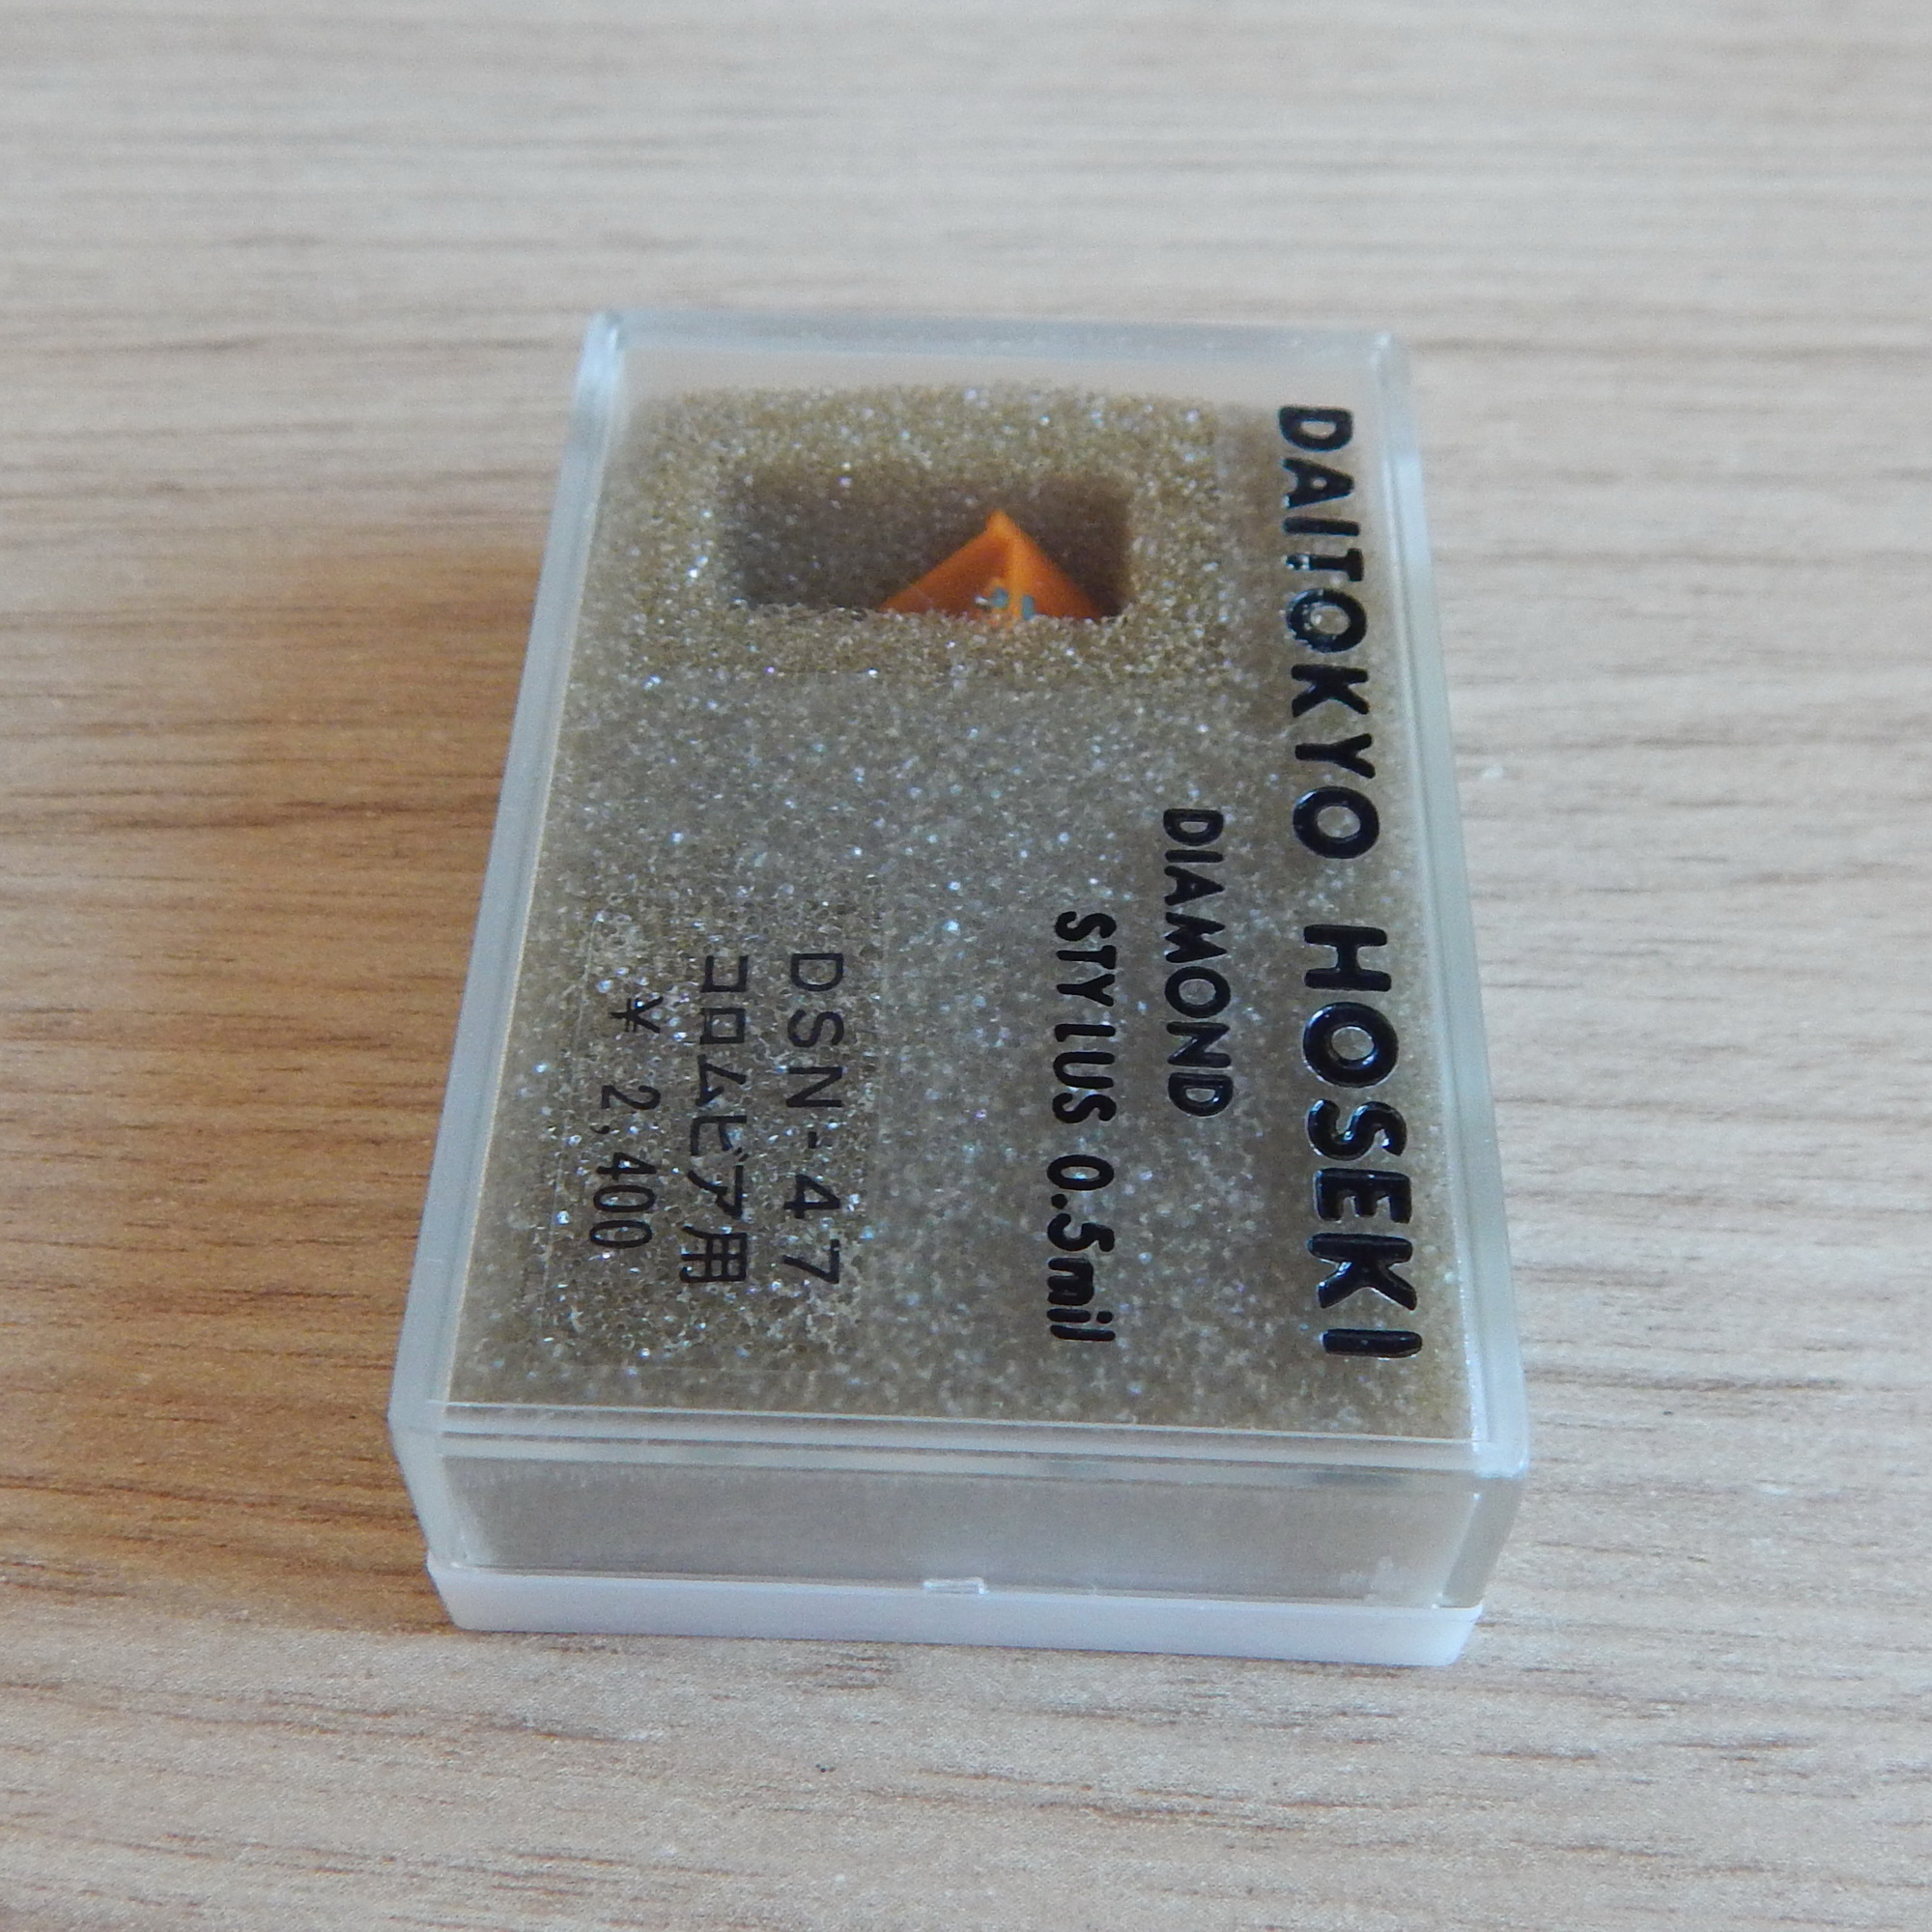 DAITOKYO HOSEKI
DIAMOND
STYLUS 0.5mil
DSN-47
コロムビア用
¥ 2,400